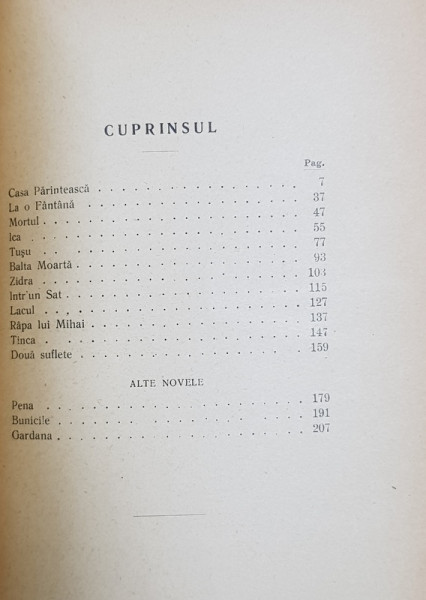 CUPRINSUL
Pag.
Casa Părintească . . . . . . . . . . . . . . 7
La o Fântână . . . . . . . . . . . . . . 37
Mortul . . . . . . . . . . . . . . . . 47
Ica . . . . . . . . . . . . . . . . . 55
Tuşu . . . . . . . . . . . . . . . . 77
Balta Moartă . . . . . . . . . . . . . . 93
Zidra . . . . . . . . . . . . . . . . 103
Intr'un Sat . . . . . . . . . . . . . . . 115
Lacul . . . . . . . . . . . . . . . . 127
Râpa lui Mihai . . . . . . . . . . . . . 137
Tinca . . . . . . . . . . . . . . . . 147
Două suflete . . . . . . . . . . . . . . 159
ALTE NOVELE
Pena . . . . . . . . . . . . . . . . 179
Bunicile . . . . . . . . . . . . . . . 191
Gardana . . . . . . . . . . . . . . . 207